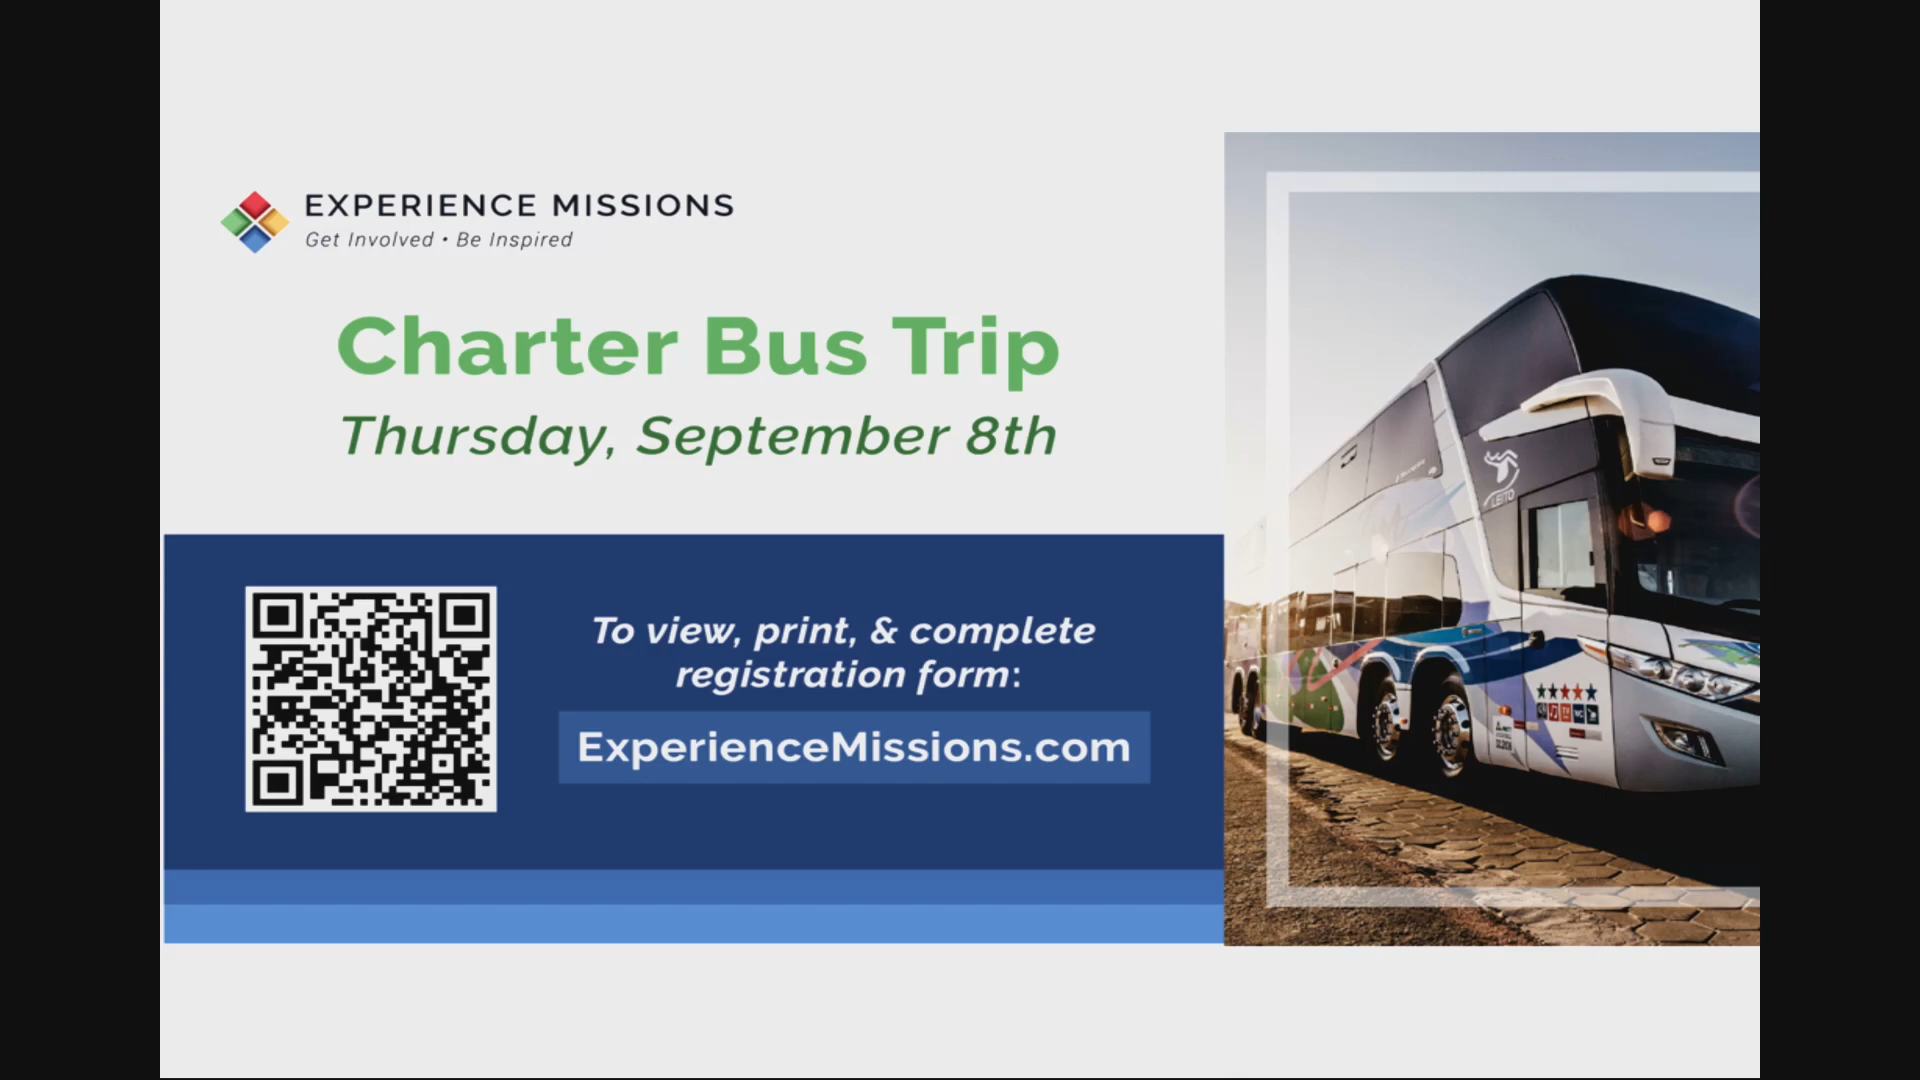 EXPERIENCE MISSIONS
Get Involved • Be Inspired
Charter Bus Trip
Thursday, September 8th
To view, print, & complete
registration form:
ExperienceMissions.com
LEITO